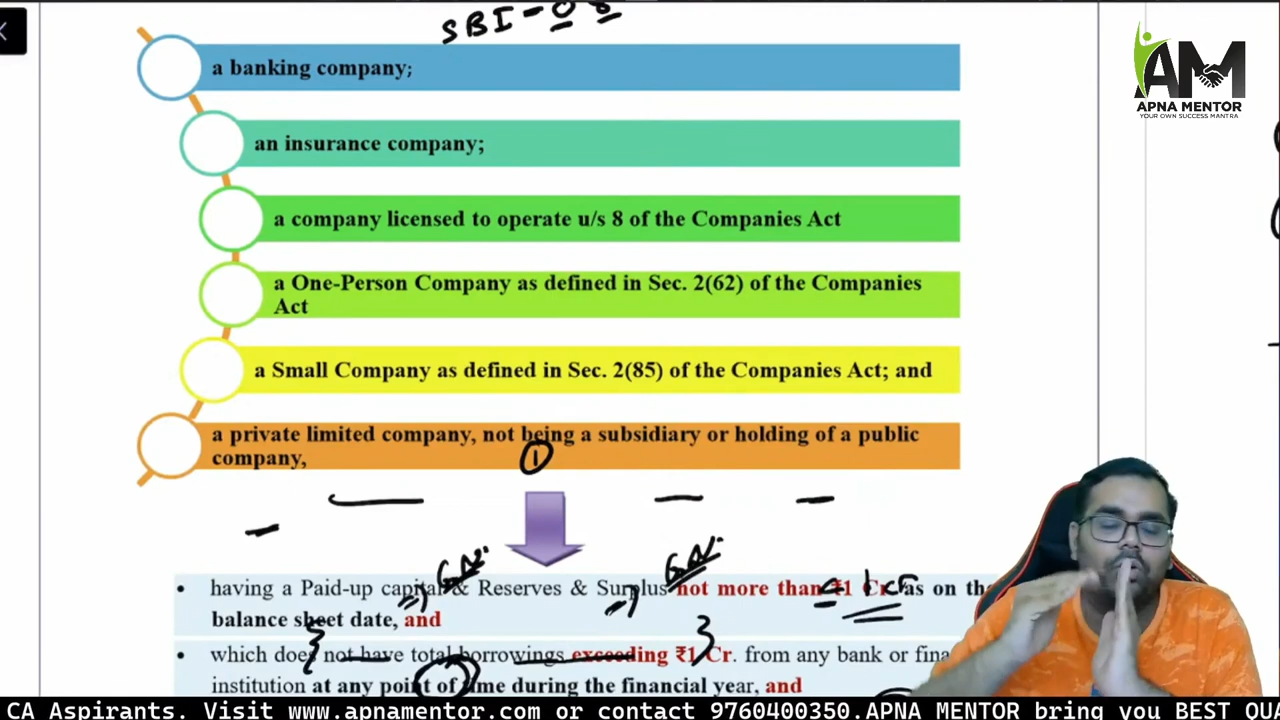 SBI - 
a banking company;
AM
APNA MENTOR
YOUR OWN SUCCESS MANTRA
an insurance company;
a company licensed to operate u/s 8 of the Companies Act
a One-Person Company as defined in Sec. 2(62) of the Companies
Act
a Small Company as defined in Sec. 2(85) of the Companies Act; and
a private limited company, not being a subsidiary or holding of a public
company,
1
• having a Paid-up capital & Reserves & Surplus not more than ₹1 Cr. as on the
balance sheet date, and
• which does not have total borrowings exceeding ₹1 Cr. from any bank or
institution at any point of time during the financial year, and
CA Aspirants. Visit www.apnamentor.com or contact 9760400350.APNA MENTOR bring you BEST